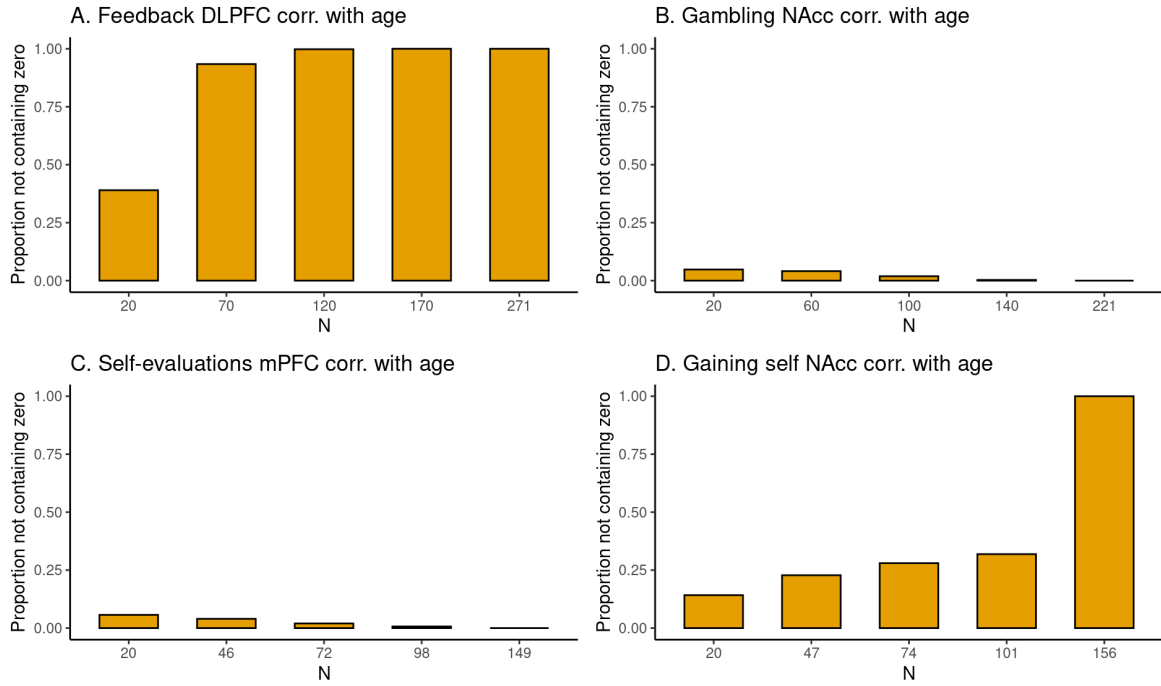 A. Feedback DLPFC corr. with age
Proportion not containing zero
1.00
0.75
0.50
0.25
0.00
20 70 120 170 271
N
B. Gambling NAcc corr. with age
Proportion not containing zero
1.00
0.75
0.50
0.25
0.00
20 60 100 140 221
N
C. Self-evaluations mPFC corr. with age
Proportion not containing zero
1.00
0.75
0.50
0.25
0.00
20 46 72 98 149
N
D. Gaining self NAcc corr. with age
Proportion not containing zero
1.00
0.75
0.50
0.25
0.00
20 47 74 101 156
N